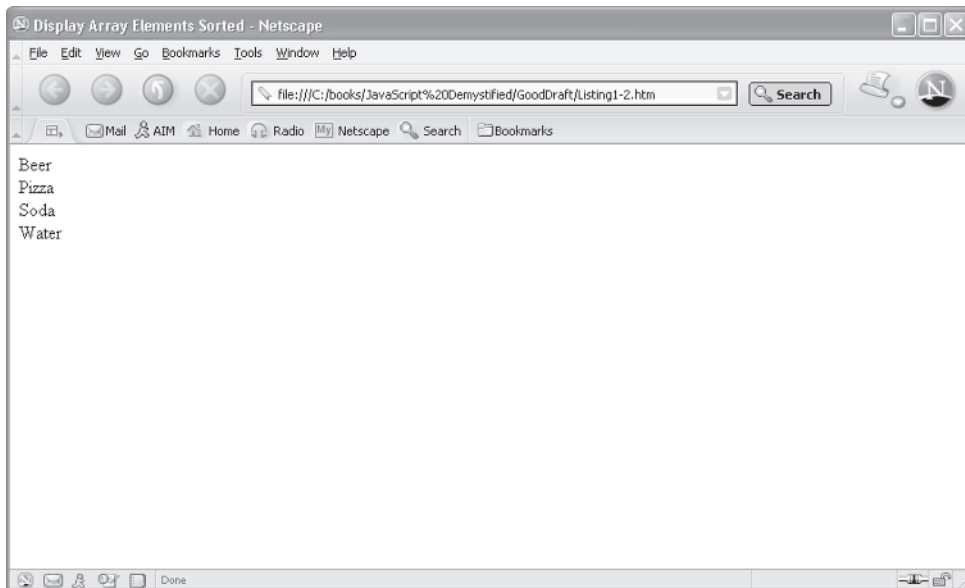 Display Array Elements Sorted - Netscape
File Edit View Go Bookmarks Tools Window Help
file:///C:/books/JavaScript%20Demystified/GoodDraft/Listing1-2.htm Search N
Mail AIM Home Radio My Netscape Search Bookmarks
Beer
Pizza
Soda
Water
Done